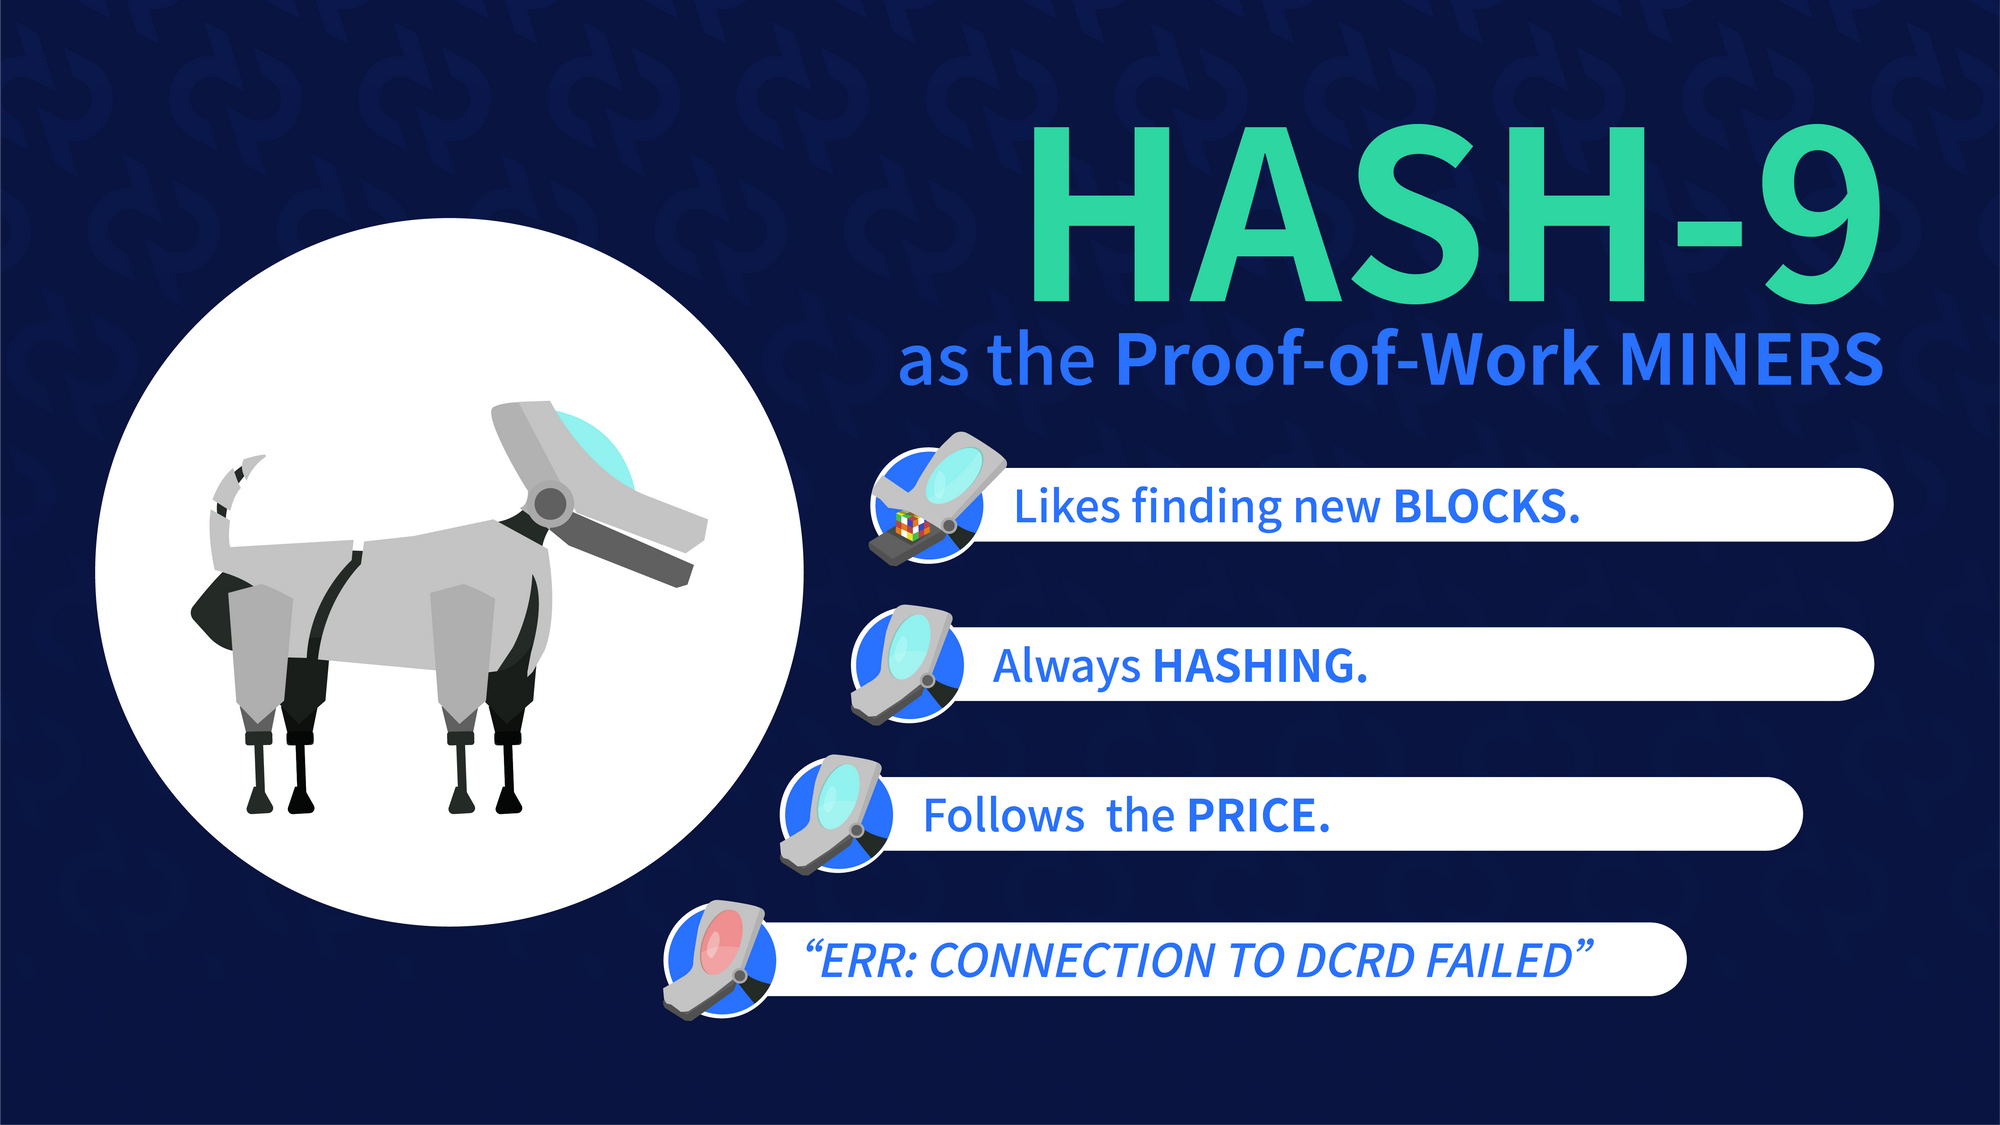 HASH-9
as the Proof-of-Work MINERS
Likes finding new BLOCKS.
Always HASHING.
Follows  the PRICE.
“ERR: CONNECTION TO DCRD FAILED”